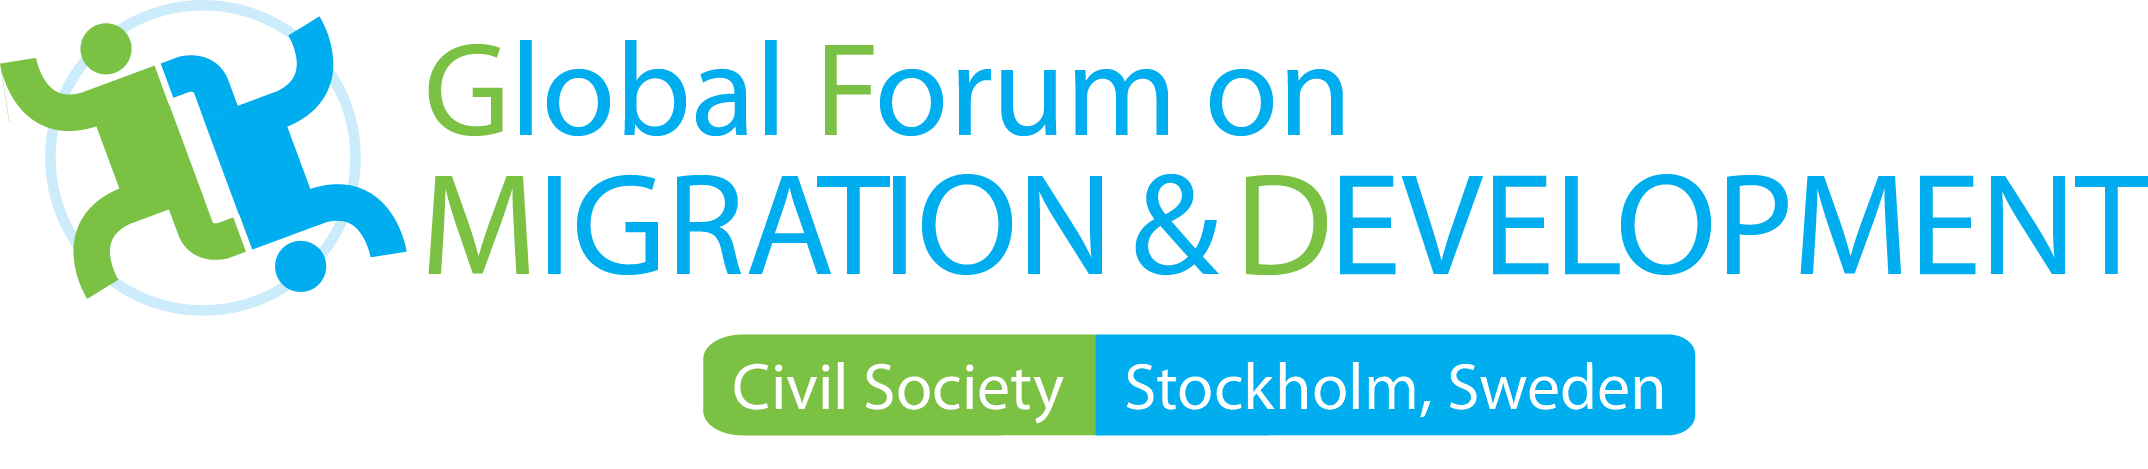 Global Forum on
MIGRATION & DEVELOPMENT
Civil Society Stockholm, Sweden